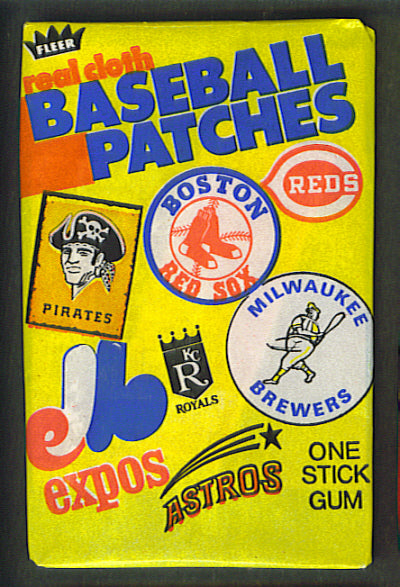 FLEER
real cloth
BASEBALL
PATCHES
BOSTON
RED SOX
REDS
PIRATES
MILWAUKEE
BREWERS
KC
R
ROYALS
expos
ASTROS
ONE
STICK
GUM